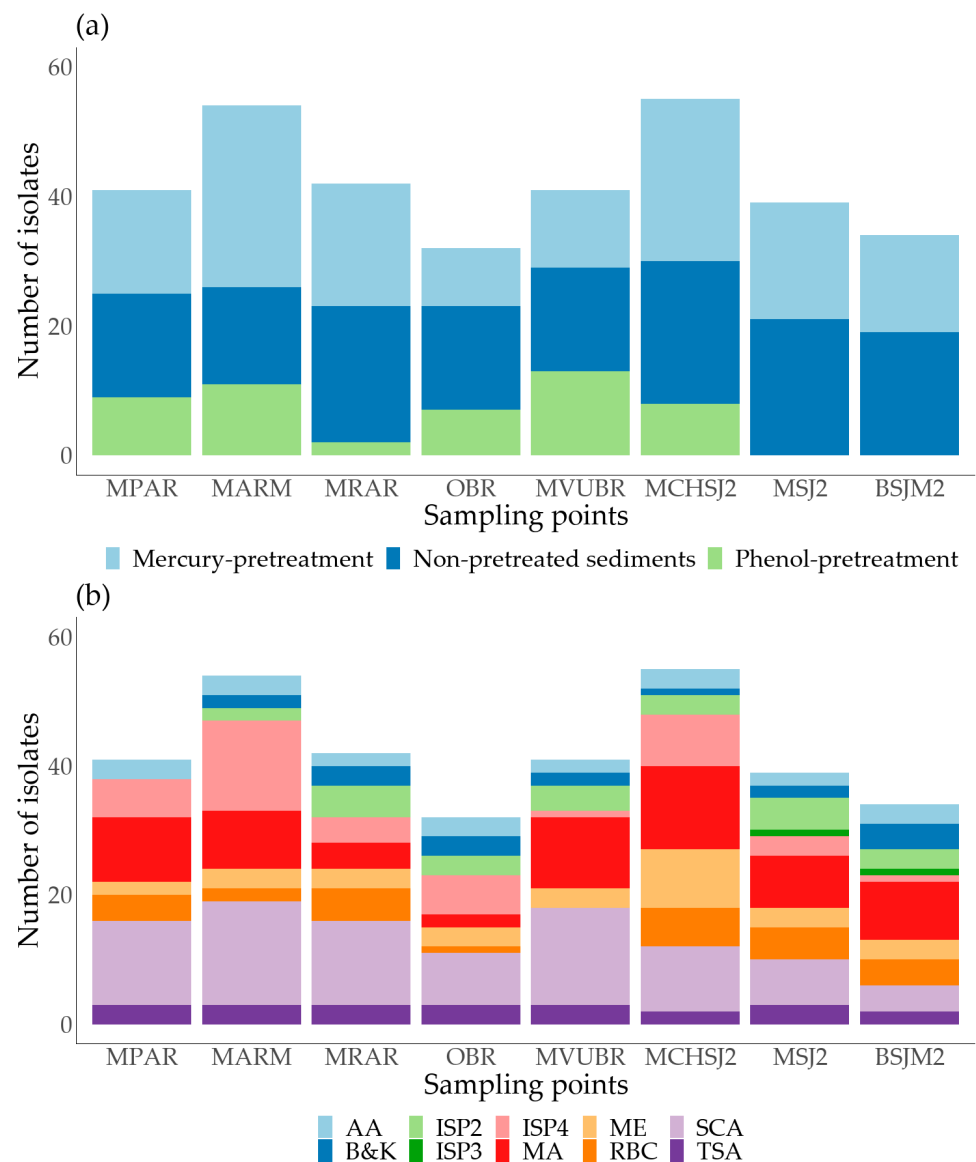 (a)
60
40
20
0
Number of isolates
MPAR MARM MRAR OBR MVUBR MCHSJ2 MSJ2 BSJM2
Sampling points
Mercury-pretreatment Non-pretreated sediments Phenol-pretreatment
(b)
60
40
20
0
Number of isolates
MPAR MARM MRAR OBR MVUBR MCHSJ2 MSJ2 BSJM2
Sampling points
AA ISP2 ISP4 ME SCA
B&K ISP3 MA RBC TSA